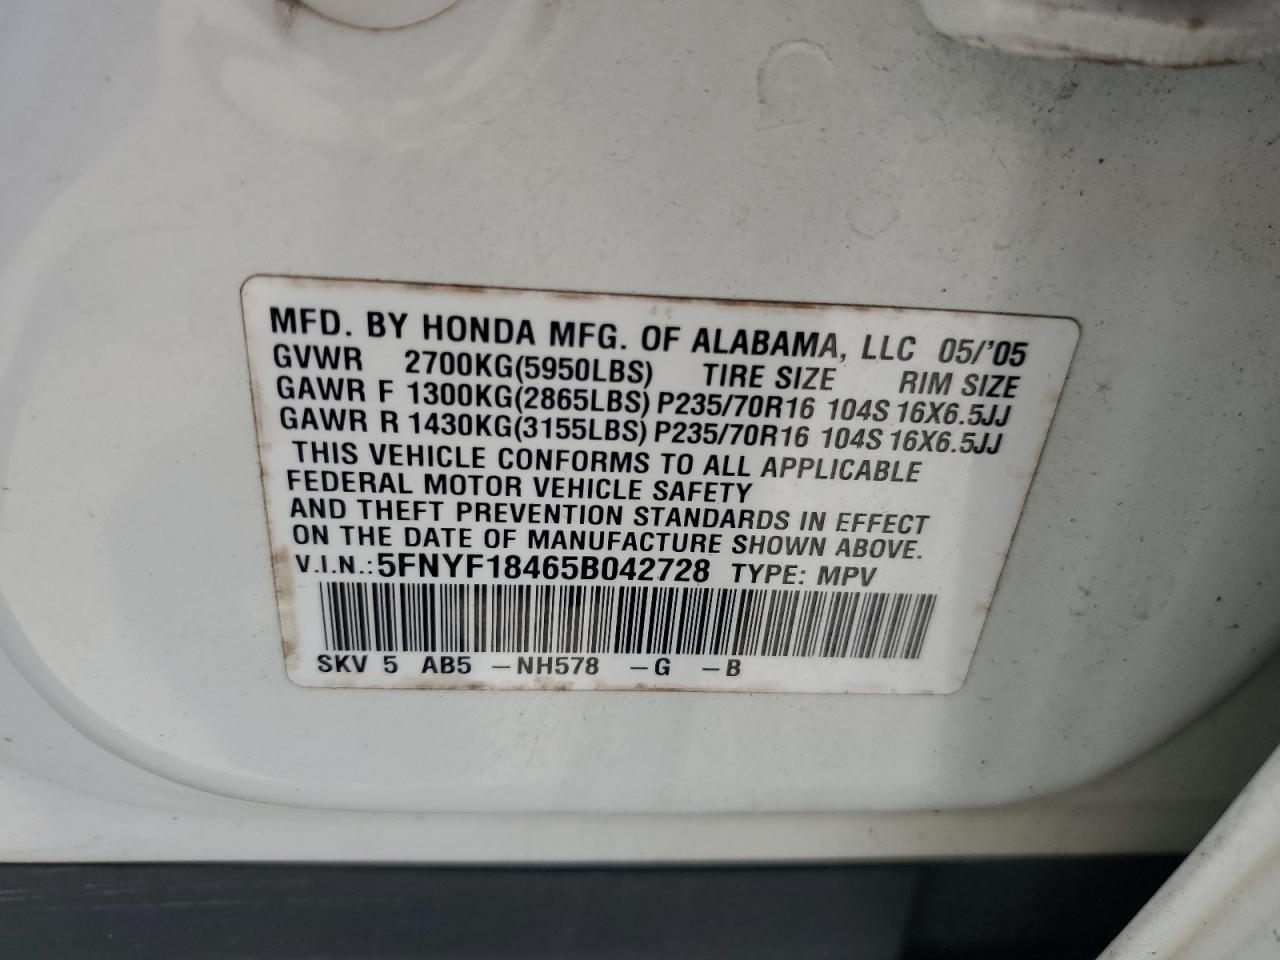 MFD. BY HONDA MFG. OF ALABAMA, LLC 05/'05
GVWR 2700KG(5950LBS) TIRE SIZE RIM SIZE
GAWR F 1300KG(2865LBS) P235/70R16 104S 16X6.5JJ
GAWR R 1430KG(3155LBS) P235/70R16 104S 16X6.5JJ
THIS VEHICLE CONFORMS TO ALL APPLICABLE
FEDERAL MOTOR VEHICLE SAFETY
AND THEFT PREVENTION STANDARDS IN EFFECT
ON THE DATE OF MANUFACTURE SHOWN ABOVE.
V.I.N.: 5FNYF18465B042728 TYPE: MPV
SKV 5 AB5 –NH578 –G –B